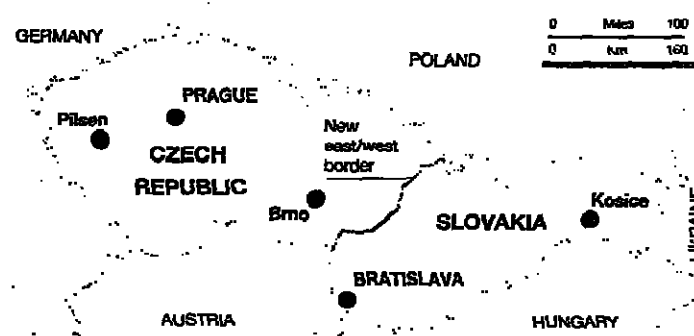 GERMANY
0 Miles 100
0 km 160
POLAND
PRAGUE
Pilsen
CZECH
REPUBLIC
New
east/west
border
Brno
SLOVAKIA
Kosice
UKRAINE
BRATISLAVA
AUSTRIA
HUNGARY